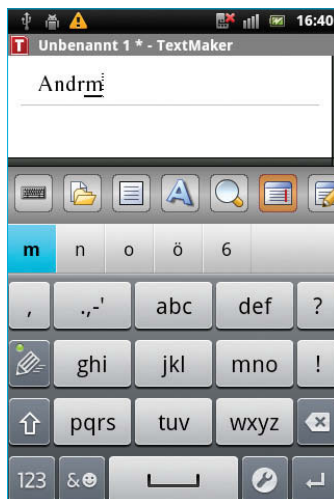 16:40
T Unbenannt 1 * - TextMaker
Andrm
A
m n o ö 6
, .,-' abc def ?
ghi jkl mno !
pqrs tuv wxyz
123 &☻